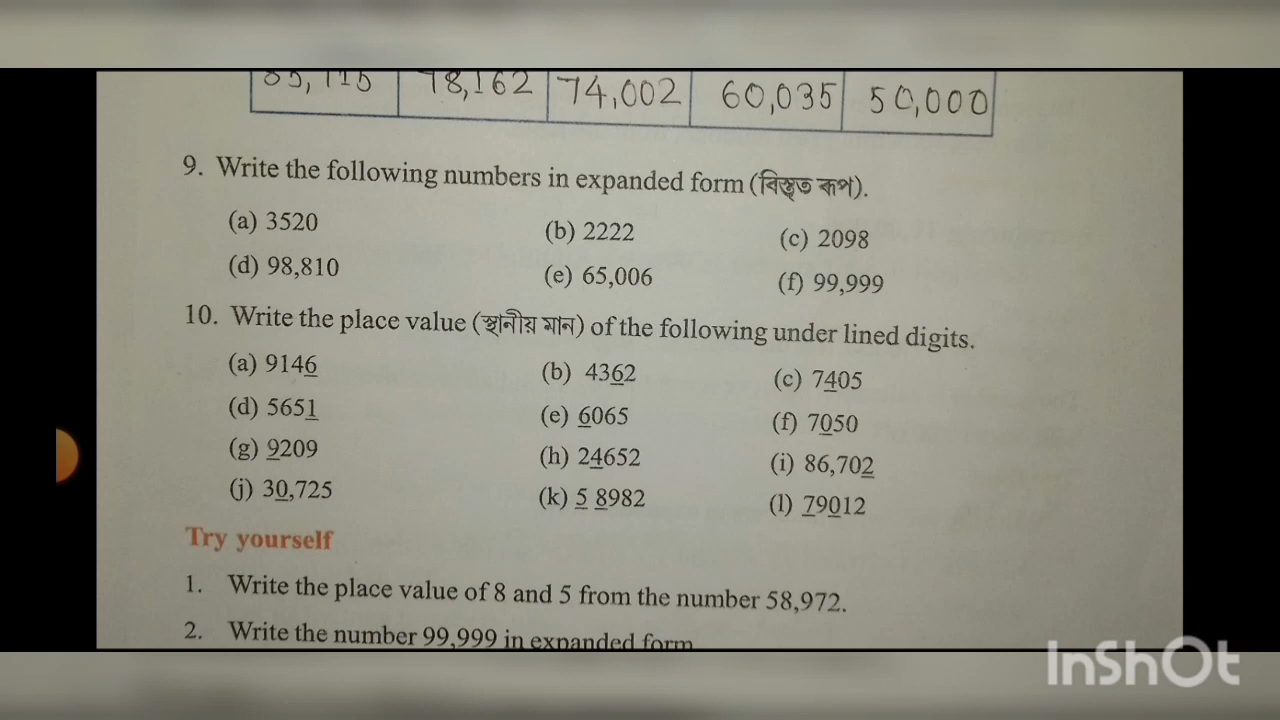 78,162 74,002 60,035 50,000
9. Write the following numbers in expanded form (বিস্তৃত রূপ).
(a) 3520 (b) 2222 (c) 2098
(d) 98,810 (e) 65,006 (f) 99,999
10. Write the place value (স্থানীয় মান) of the following under lined digits.
(a) 9146 (b) 4362 (c) 7405
(d) 5651 (e) 6065 (f) 7050
(g) 9209 (h) 24652 (i) 86,702
(j) 30,725 (k) 5 8982 (l) 79012
Try yourself
1. Write the place value of 8 and 5 from the number 58,972.
2. Write the number 99,999 in expanded form
InShOt